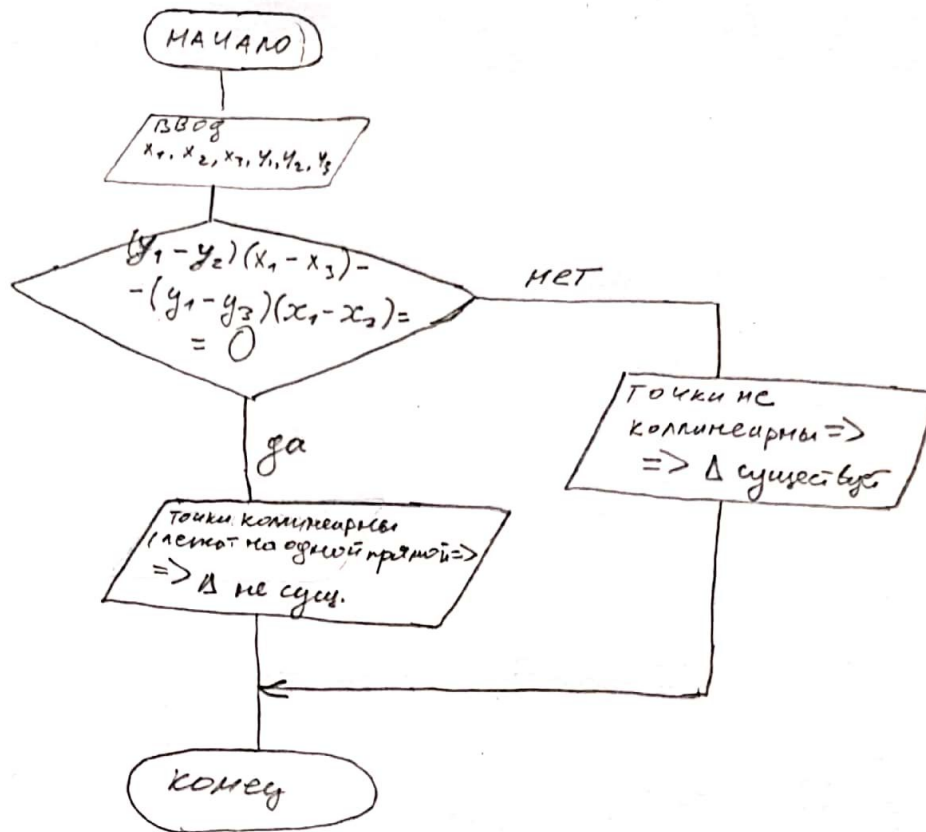 НАЧАЛО
ВВОД
x₁, x₂, x₃, y₁, y₂, y₃
(y₁ - y₂)(x₁ - x₃) -
- (y₁ - y₃)(x₁ - x₂) =
= 0
нет
да
Точки не
коллинеарны =>
=> Δ существует
Точки коллинеарны
(лежат на одной прямой =>
=> Δ не сущ.
конец